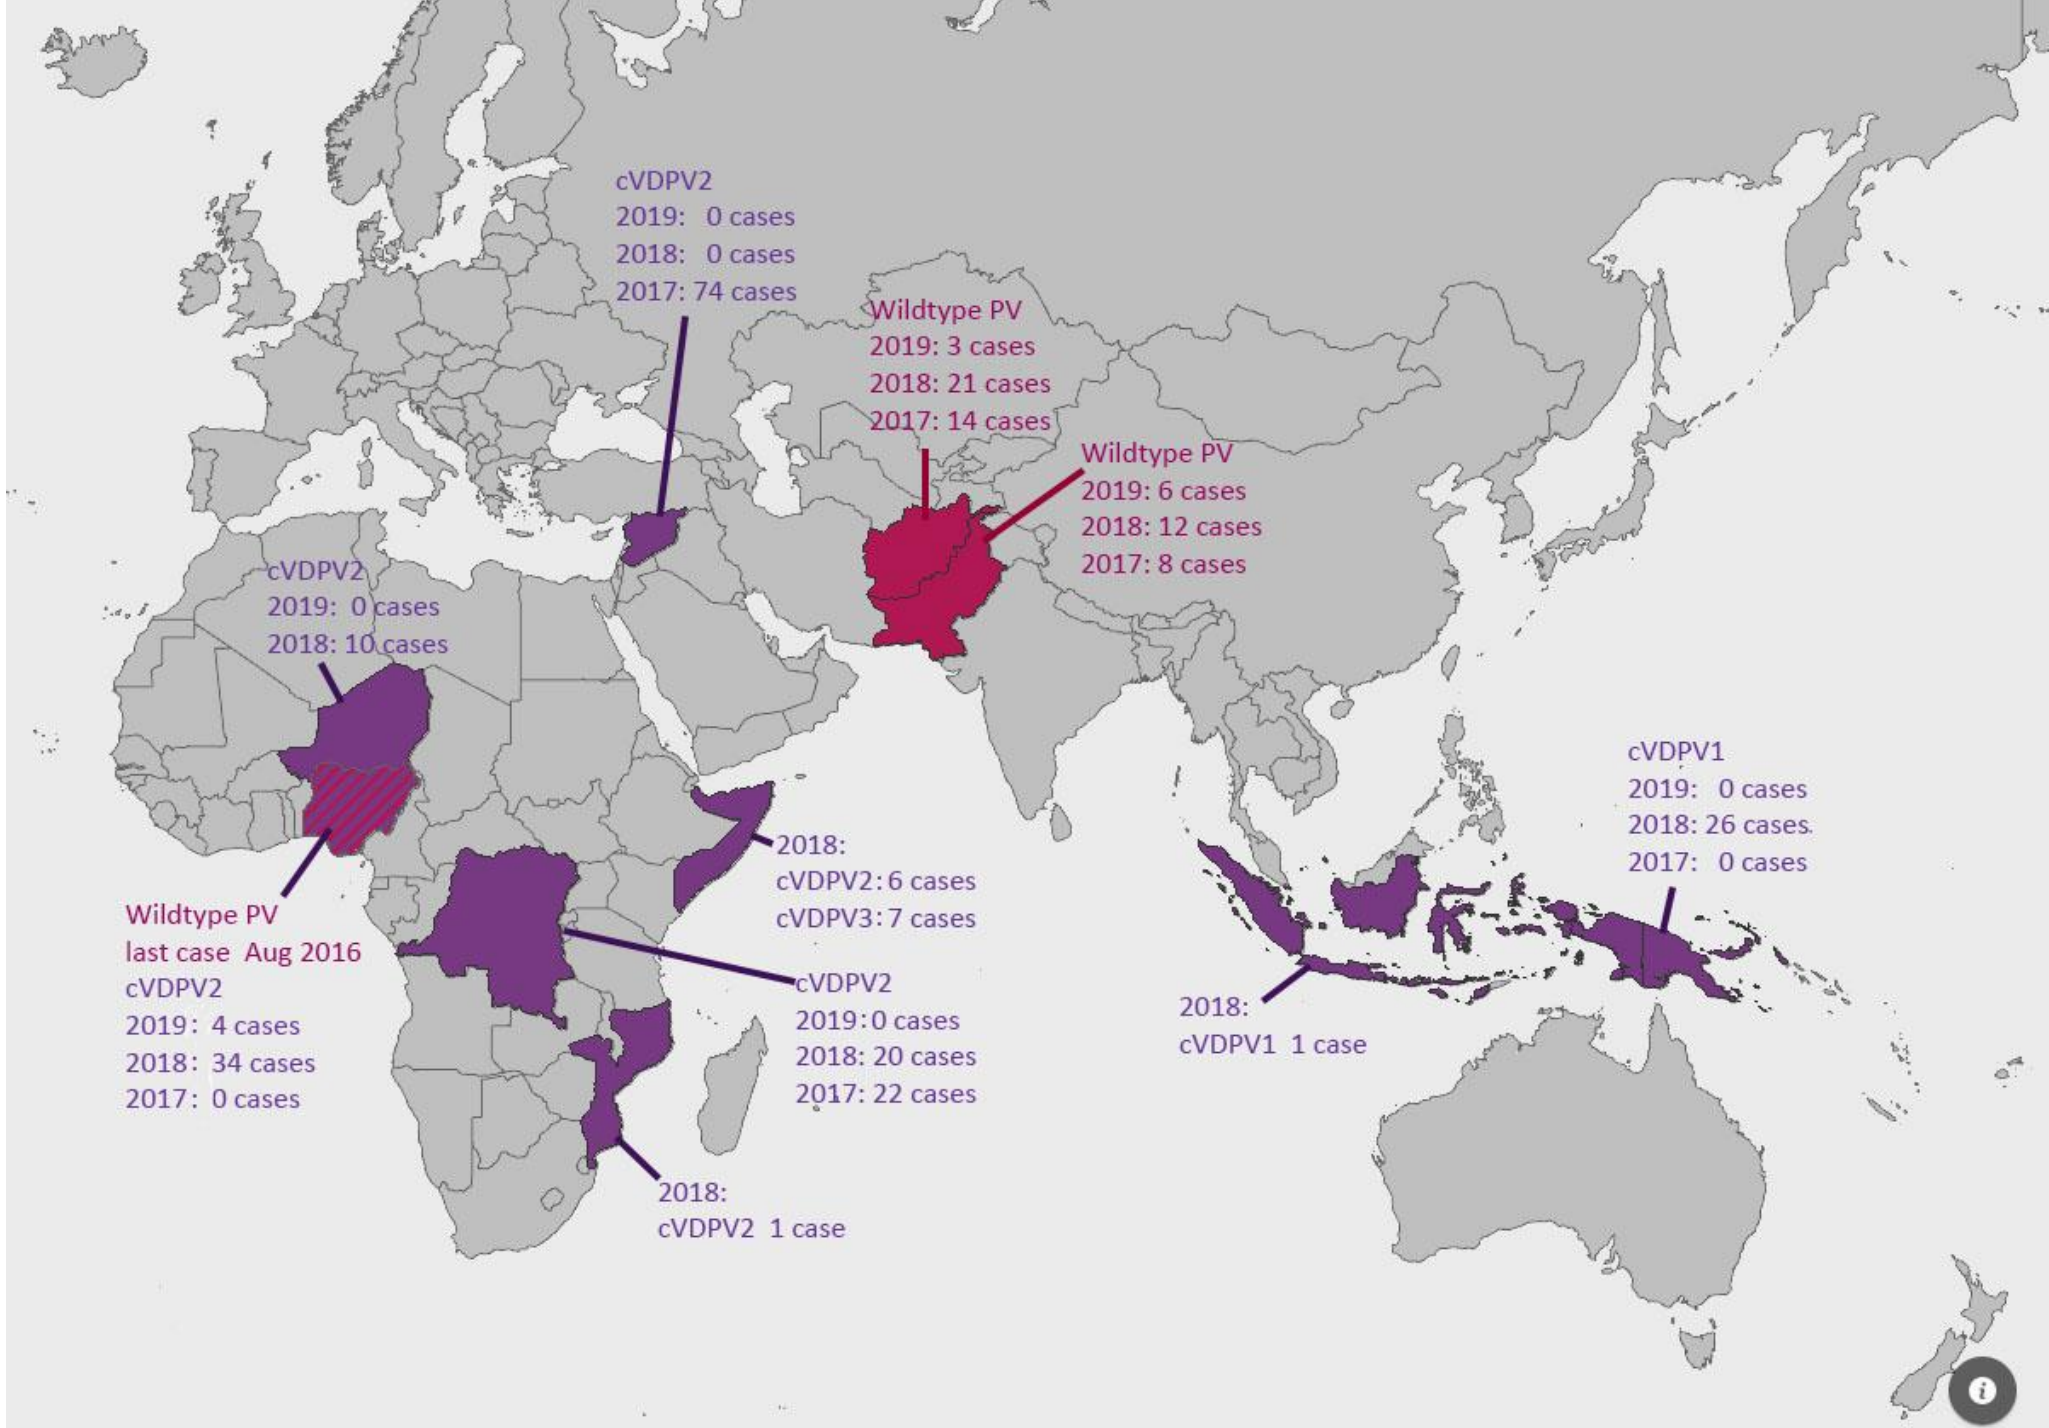 cVDPV2
2019: 0 cases
2018: 0 cases
2017: 74 cases
Wildtype PV
2019: 3 cases
2018: 21 cases
2017: 14 cases
Wildtype PV
2019: 6 cases
2018: 12 cases
2017: 8 cases
cVDPV2
2019: 0 cases
2018: 10 cases
cVDPV1
2019: 0 cases
2018: 26 cases
2017: 0 cases
2018:
cVDPV2: 6 cases
cVDPV3: 7 cases
Wildtype PV
last case Aug 2016
cVDPV2
2019: 4 cases
2018: 34 cases
2017: 0 cases
cVDPV2
2019: 0 cases
2018: 20 cases
2017: 22 cases
2018:
cVDPV1 1 case
2018:
cVDPV2 1 case
i